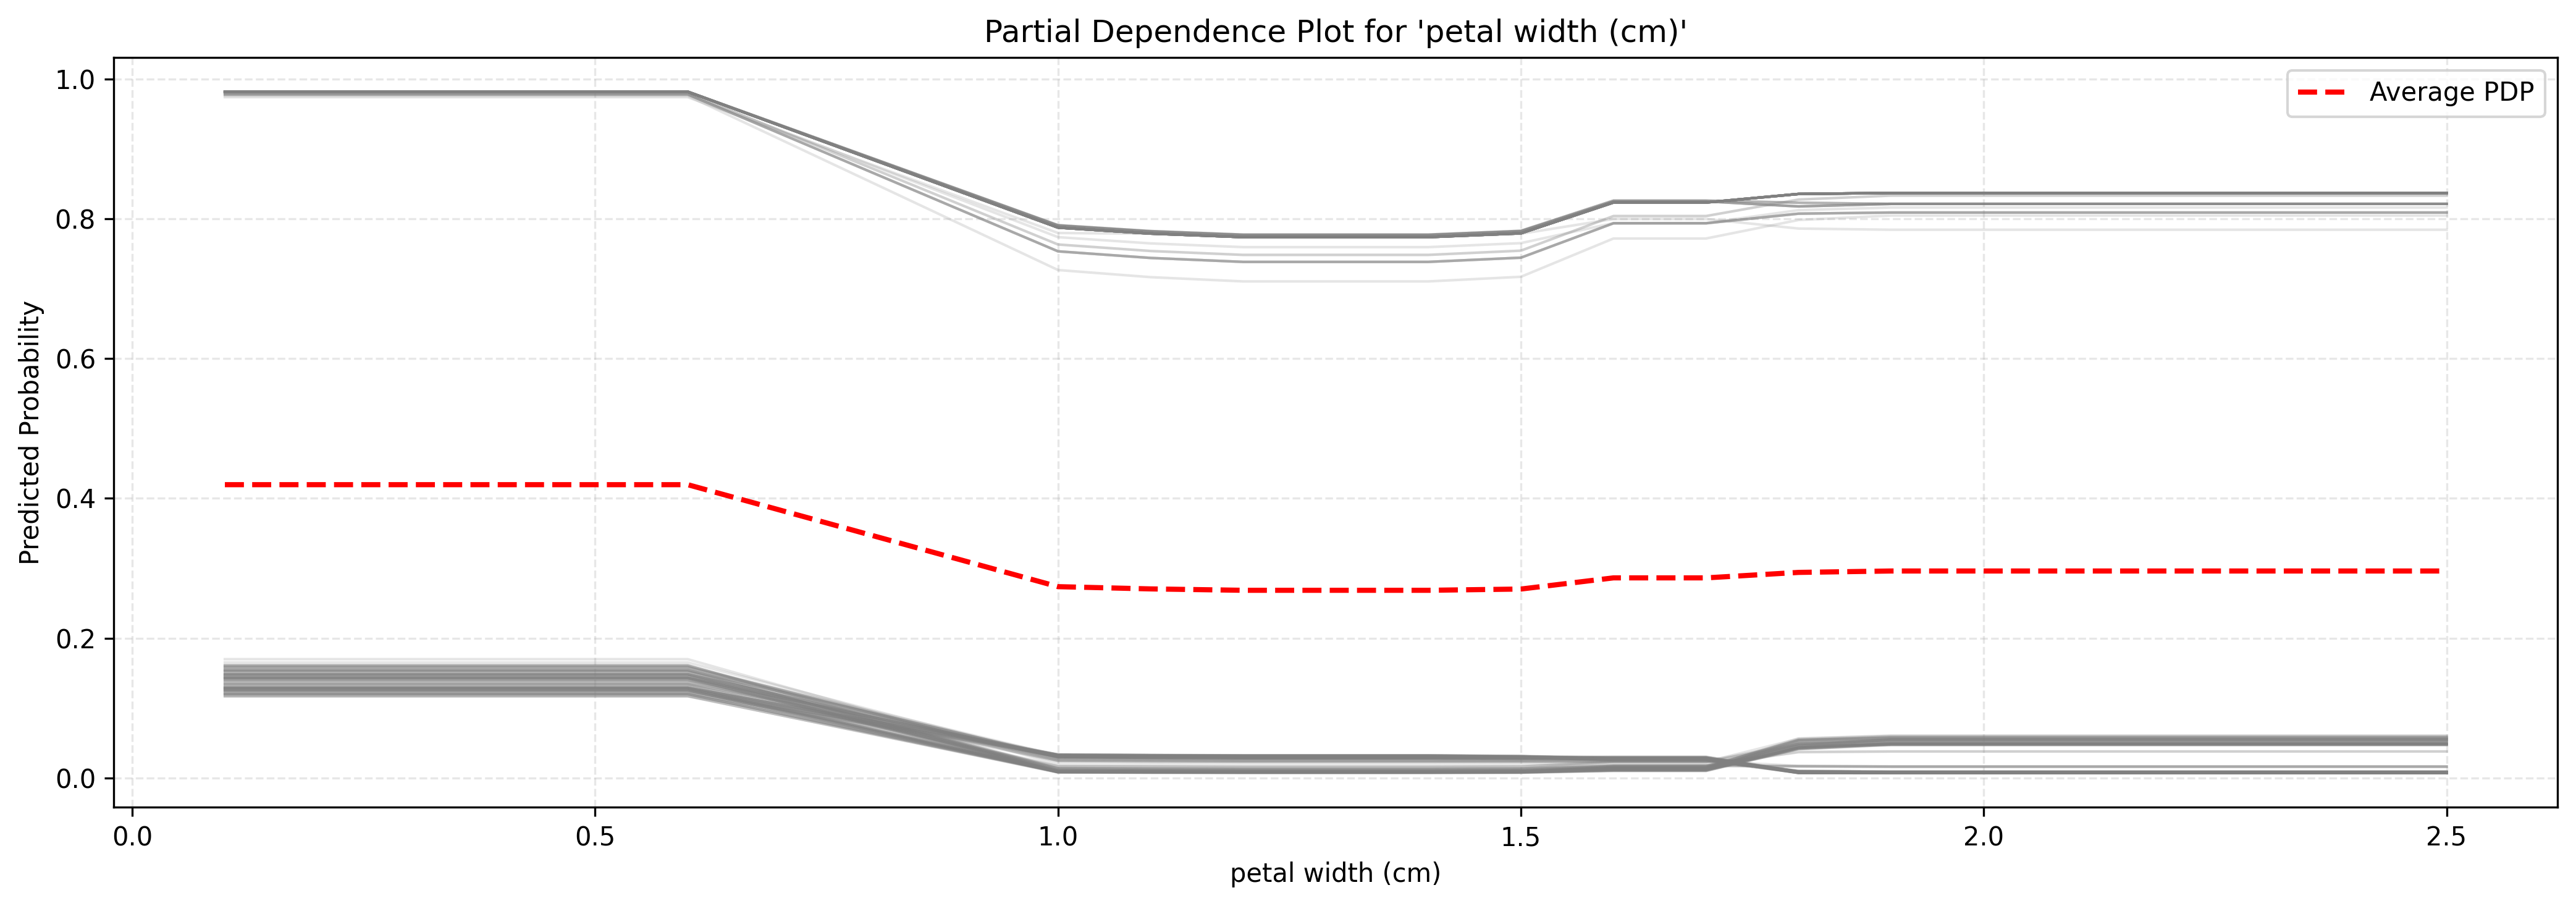 Partial Dependence Plot for 'petal width (cm)'
Average PDP
Predicted Probability
1.0
0.8
0.6
0.4
0.2
0.0
0.0 0.5 1.0 1.5 2.0 2.5
petal width (cm)